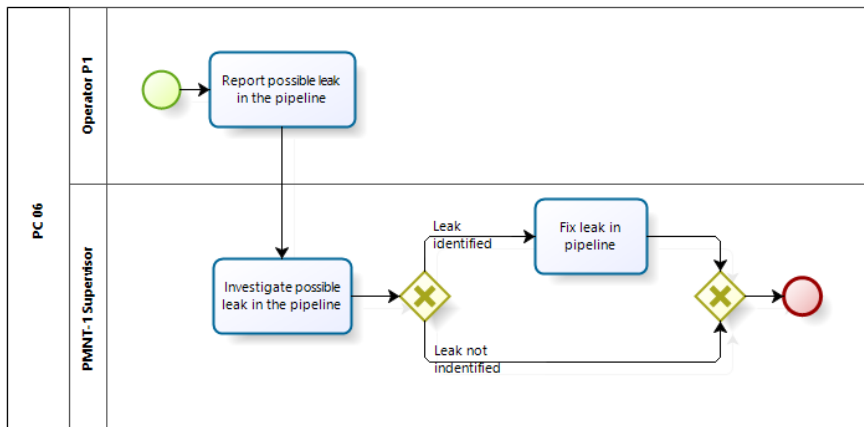 PC 06
Operator P1
Report possible leak
in the pipeline
PMNT-1 Supervisor
Investigate possible
leak in the pipeline
Leak
identified
Fix leak in
pipeline
Leak not
indentified